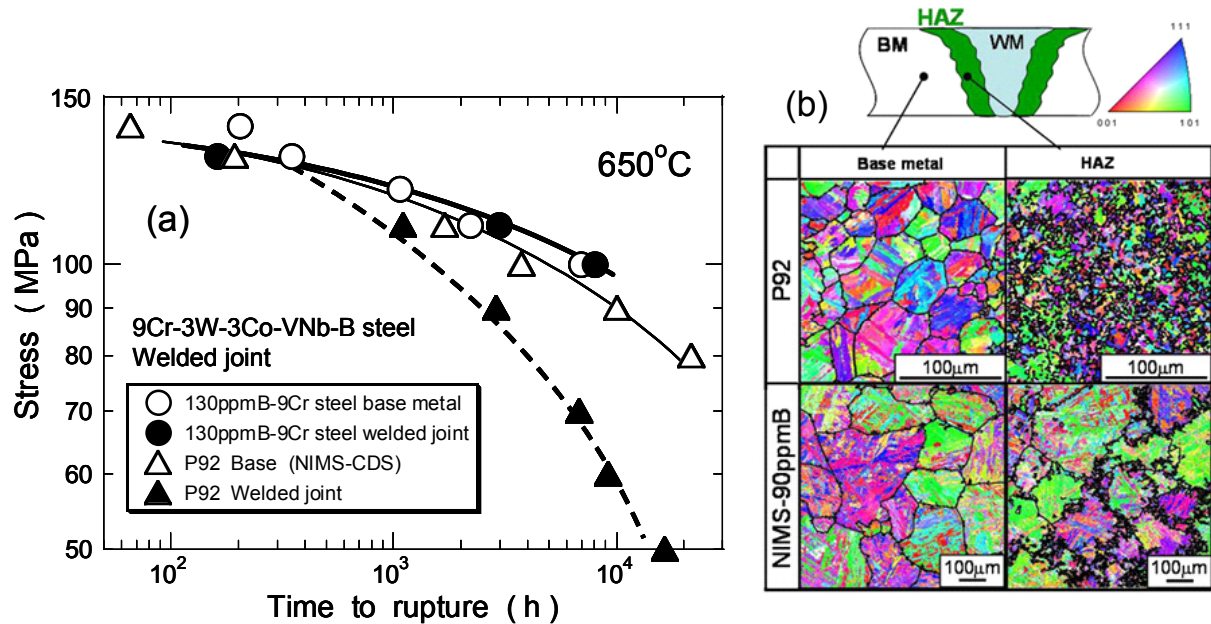 150
100
90
80
70
60
50
10²
10³
10⁴
Stress (MPa)
Time to rupture (h)
(a)
650°C
9Cr-3W-3Co-VNb-B steel
Welded joint
130ppmB-9Cr steel base metal
130ppmB-9Cr steel welded joint
P92 Base (NIMS-CDS)
P92 Welded joint
(b)
HAZ
BM
WM
111
001
101
Base metal
HAZ
P92
100μm
100μm
NIMS-90ppmB
100μm
100μm